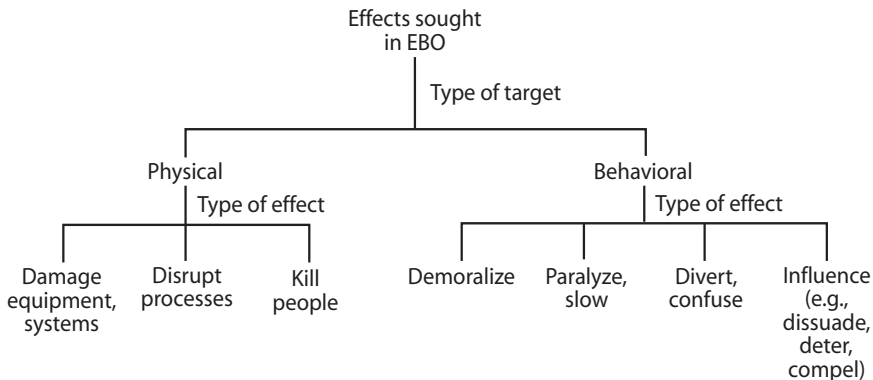 Effects sought
in EBO
Type of target
Physical
Behavioral
Type of effect
Type of effect
Damage
equipment,
systems
Disrupt
processes
Kill
people
Demoralize
Paralyze,
slow
Divert,
confuse
Influence
(e.g.,
dissuade,
deter,
compel)